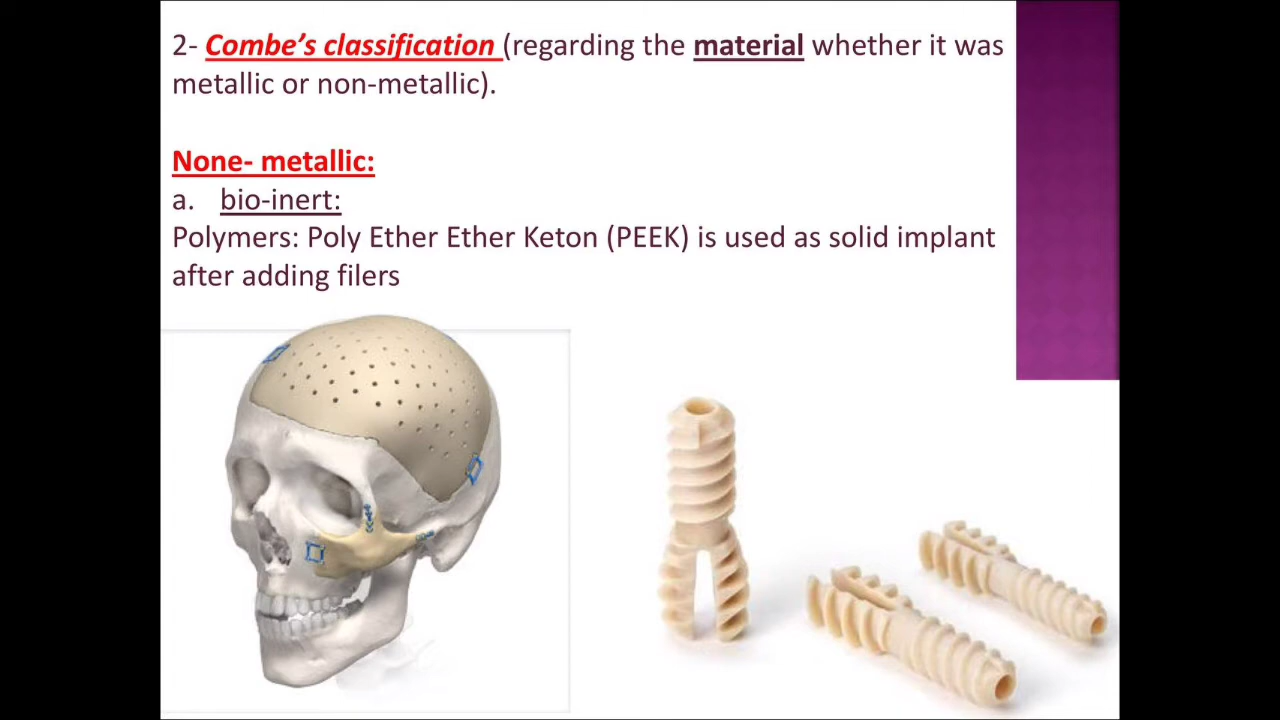 2- Combe's classification (regarding the material whether it was
metallic or non-metallic).
None- metallic:
a. bio-inert:
Polymers: Poly Ether Ether Keton (PEEK) is used as solid implant
after adding filers